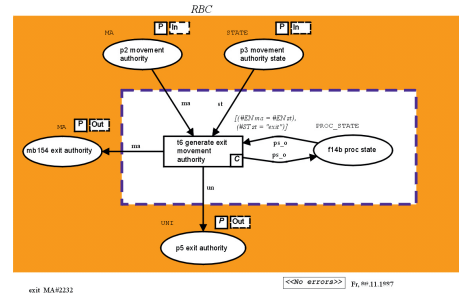 RBC
MA
P In
p2 movement
authority
STATE
P In
p3 movement
authority state
ma
st
[(#EN ma = #EN st),
(#ST st = "exit")]
PROC_STATE
MA
P Out
mb154 exit authority
ma
t6 generate exit
movement
authority
C
ps_o
ps_o
f14b proc state
un
UNI
P Out
p5 exit authority
exit MA#2232
<<No errors>>